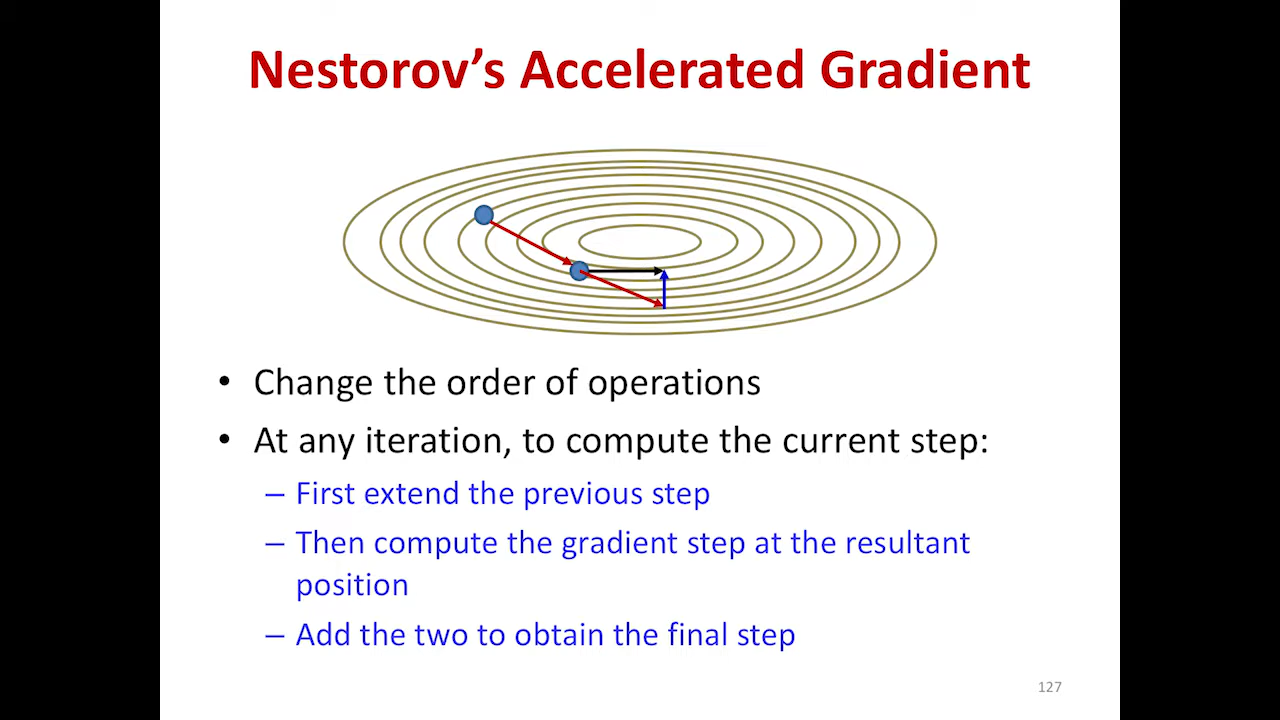 Nestorov’s Accelerated Gradient
• Change the order of operations
• At any iteration, to compute the current step:
– First extend the previous step
– Then compute the gradient step at the resultant
position
– Add the two to obtain the final step
127